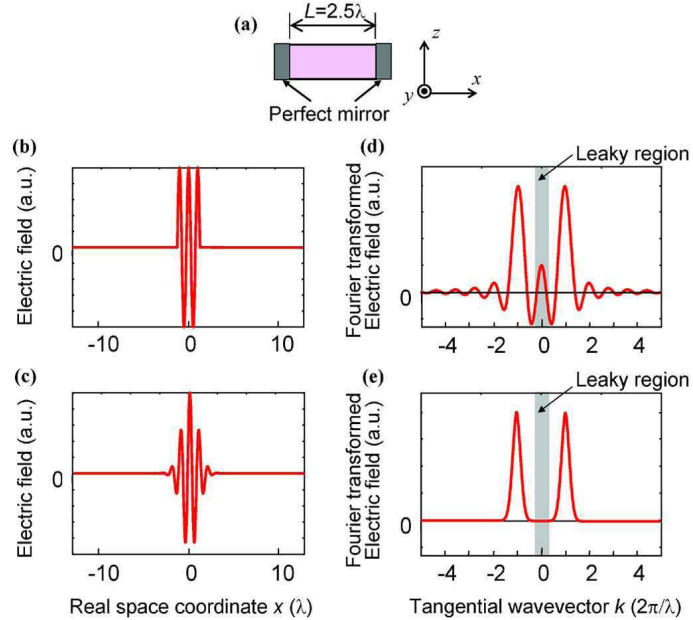 (a)
L=2.5λ
z
x
y
Perfect mirror
(b)
Electric field (a.u.)
0
-10
0
10
(d)
Leaky region
Fourier transformed
Electric field (a.u.)
0
-4
-2
0
2
4
(c)
Electric field (a.u.)
0
-10
0
10
Real space coordinate x (λ)
(e)
Leaky region
Fourier transformed
Electric field (a.u.)
0
-4
-2
0
2
4
Tangential wavevector k (2π/λ)